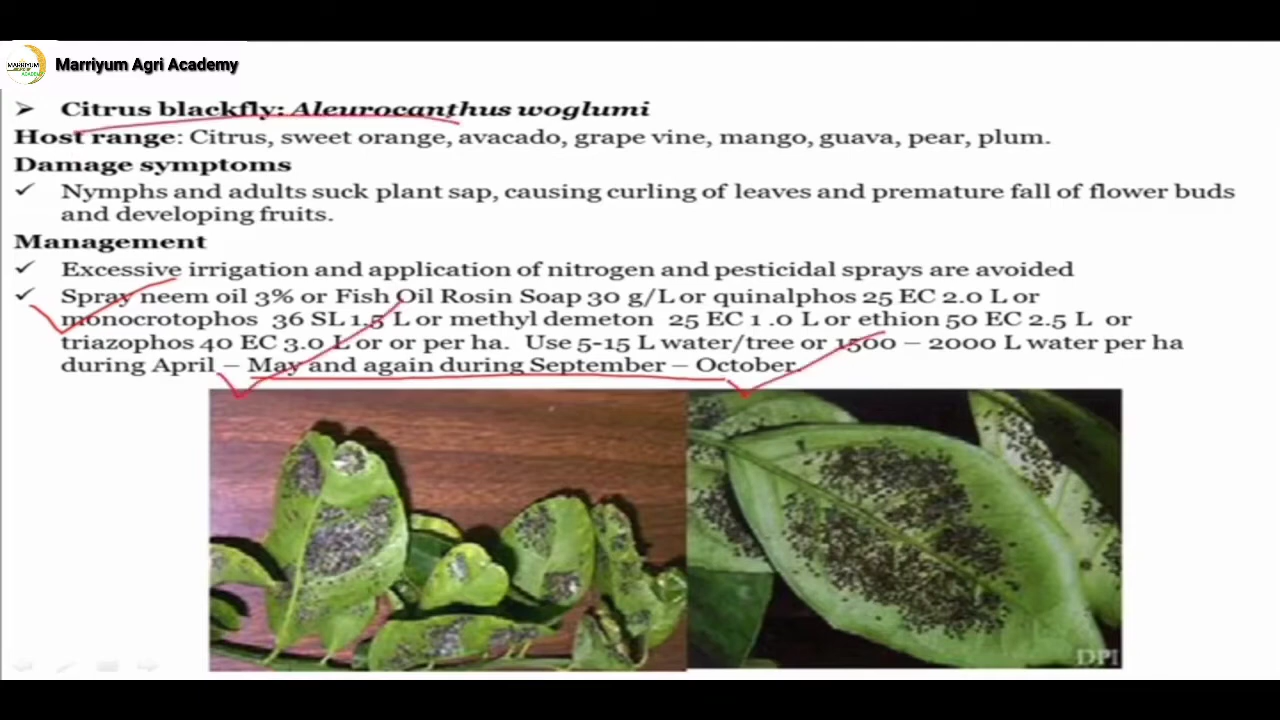 MARRIYUM
ACADEMY
Marriyum Agri Academy
➢ Citrus blackfly: Aleurocanthus woglumi
Host range: Citrus, sweet orange, avacado, grape vine, mango, guava, pear, plum.
Damage symptoms
✓ Nymphs and adults suck plant sap, causing curling of leaves and premature fall of flower buds
and developing fruits.
Management
✓ Excessive irrigation and application of nitrogen and pesticidal sprays are avoided
✓ Spray neem oil 3% or Fish Oil Rosin Soap 30 g/L or quinalphos 25 EC 2.0 L or
monocrotophos 36 SL 1.5 L or methyl demeton 25 EC 1 .0 L or ethion 50 EC 2.5 L or
triazophos 40 EC 3.0 L or or per ha. Use 5-15 L water/tree or 1500 – 2000 L water per ha
during April – May and again during September – October.
DPI